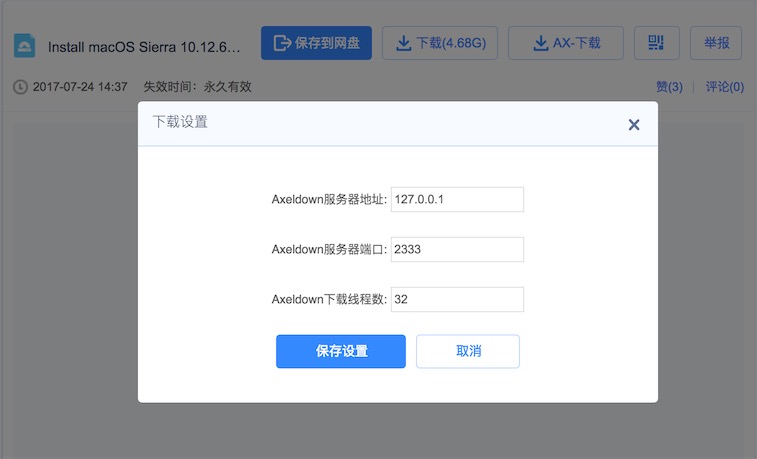 Install macOS Sierra 10.12.6… 保存到网盘 下载(4.68G) AX-下载 举报
2017-07-24 14:37 失效时间：永久有效 赞(3) 评论(0)
下载设置
Axeldown服务器地址: 127.0.0.1
Axeldown服务器端口: 2333
Axeldown下载线程数: 32
保存设置 取消